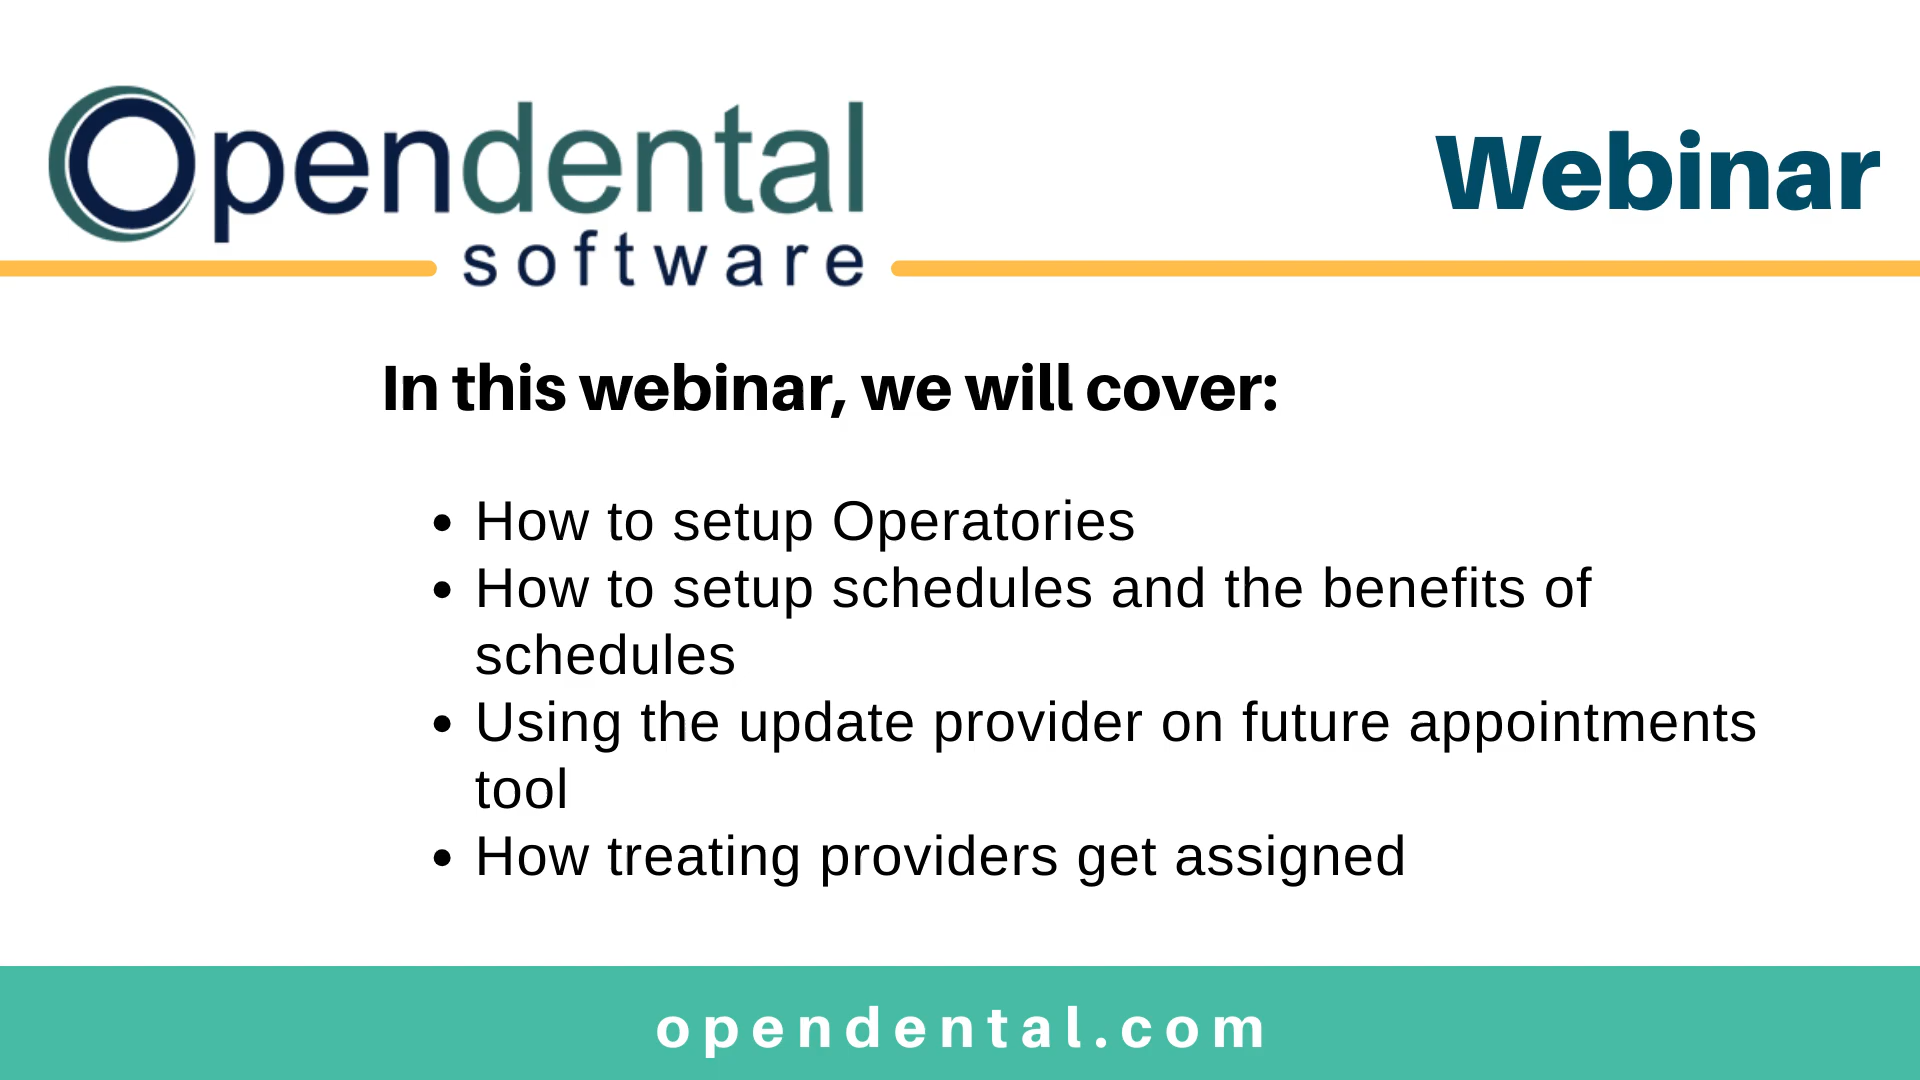 Opendental
software
Webinar
In this webinar, we will cover:
• How to setup Operatories
• How to setup schedules and the benefits of
schedules
• Using the update provider on future appointments
tool
• How treating providers get assigned
opendental.com